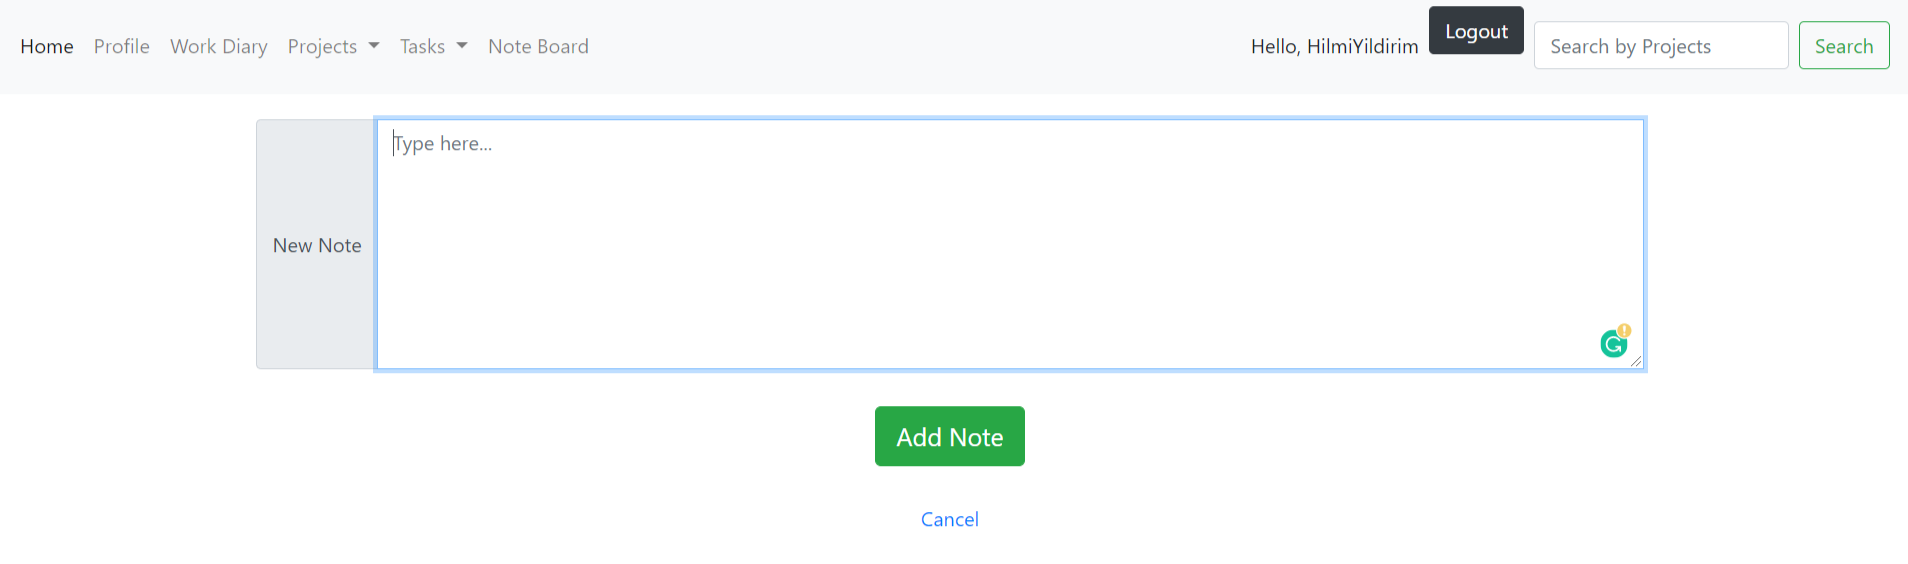 Home Profile Work Diary Projects Tasks Note Board Hello, HilmiYildirim Logout Search by Projects Search
New Note Type here...
Add Note
Cancel